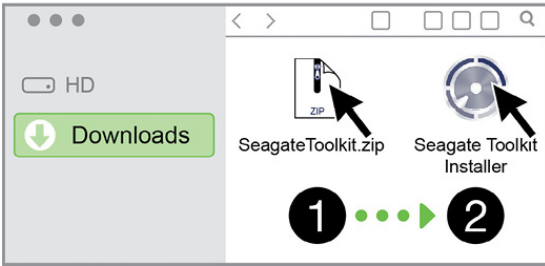 HD
Downloads
ZIP
SeagateToolkit.zip
Seagate Toolkit
Installer
1
2